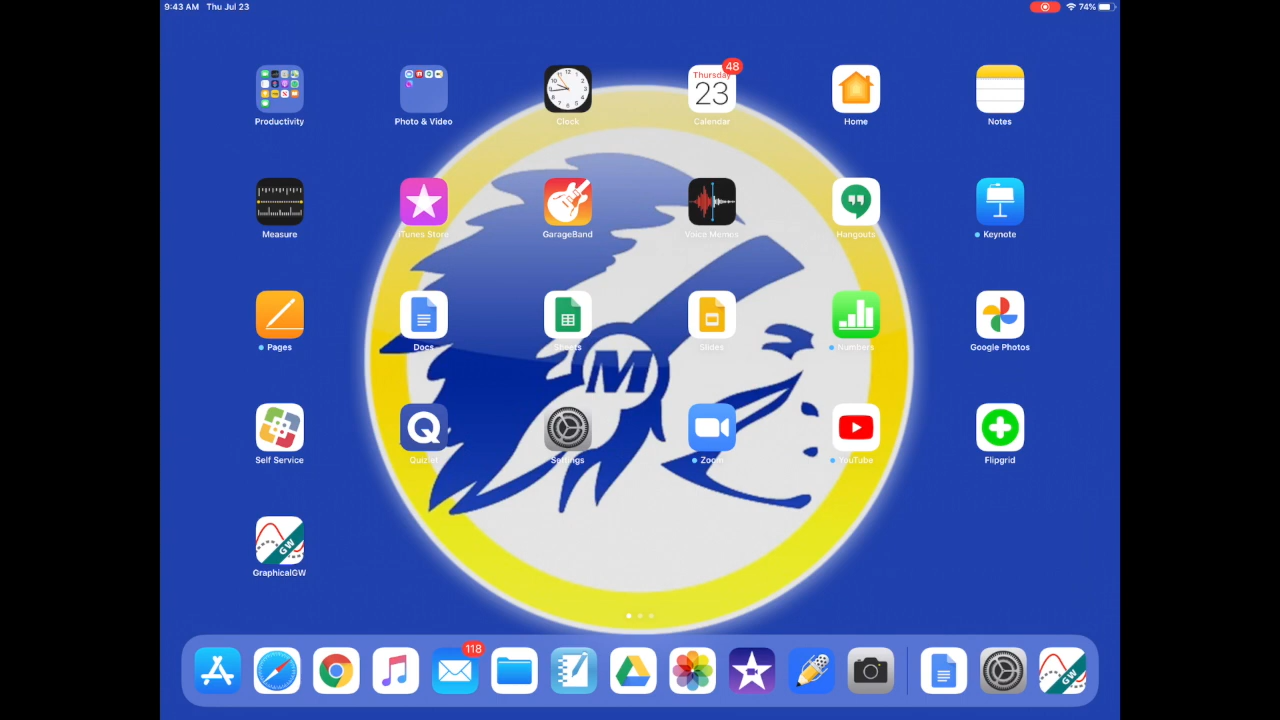 9:43 AM Thu Jul 23
74%
48
Thursday
23
Productivity
Photo & Video
Clock
Calendar
Home
Notes
Measure
iTunes Store
GarageBand
Voice Memos
Hangouts
Keynote
Pages
Docs
Sheets
Slides
Numbers
Google Photos
M
Self Service
Quizlet
Settings
Zoom
YouTube
Flipgrid
GW
GraphicalGW
118
GW